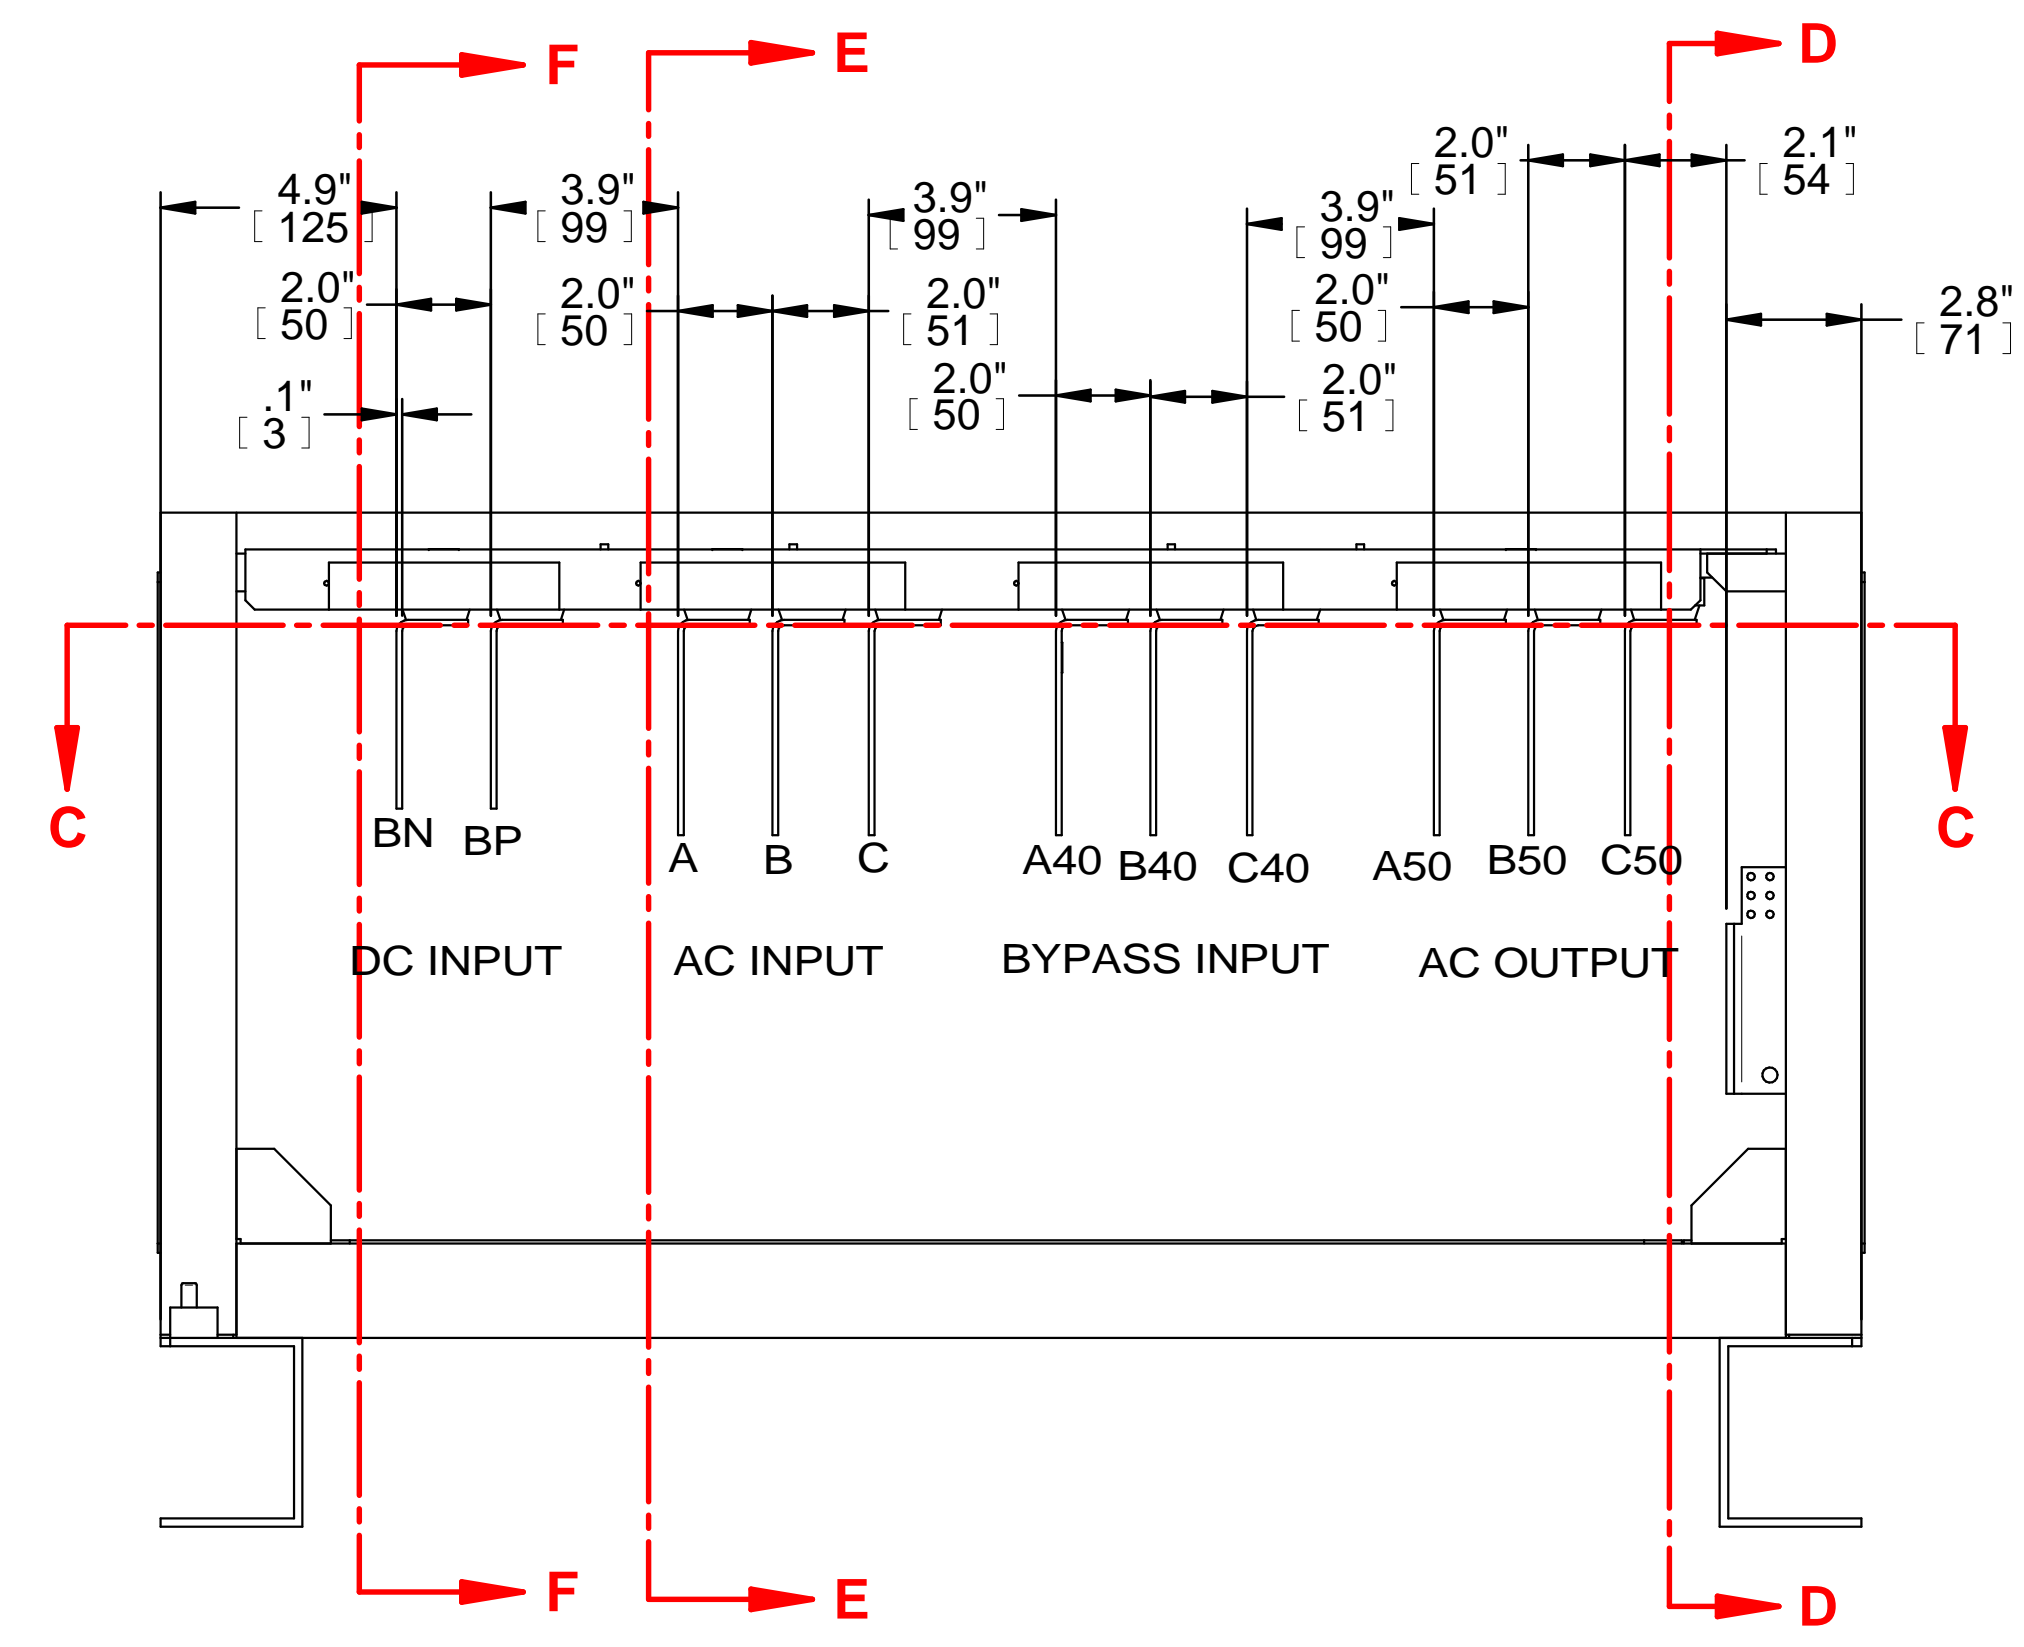 F
E
D
2.0"
[ 51 ]
2.1"
[ 54 ]
4.9"
[ 125 ]
3.9"
[ 99 ]
3.9"
[ 99 ]
3.9"
[ 99 ]
2.0"
[ 50 ]
2.0"
[ 50 ]
2.0"
[ 51 ]
2.0"
[ 50 ]
2.8"
[ 71 ]
.1"
[ 3 ]
2.0"
[ 50 ]
2.0"
[ 51 ]
C
C
BN
BP
A
B
C
A40
B40
C40
A50
B50
C50
DC INPUT
AC INPUT
BYPASS INPUT
AC OUTPUT
F
E
D